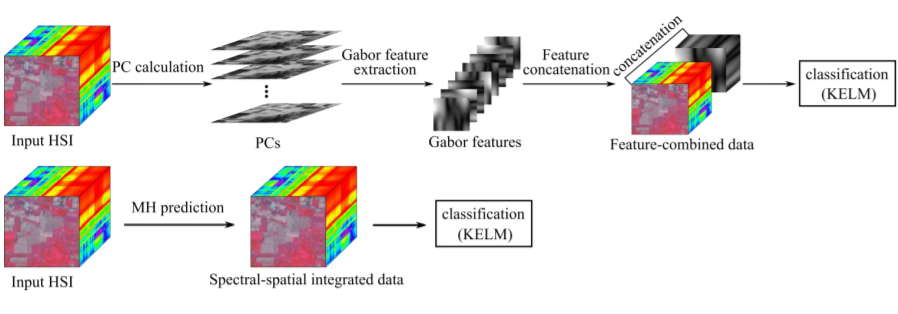 PC calculation
Input HSI
PCs
Gabor feature
extraction
Gabor features
Feature
concatenation
concatenation
Feature-combined data
classification
(KELM)
Input HSI
MH prediction
Spectral-spatial integrated data
classification
(KELM)